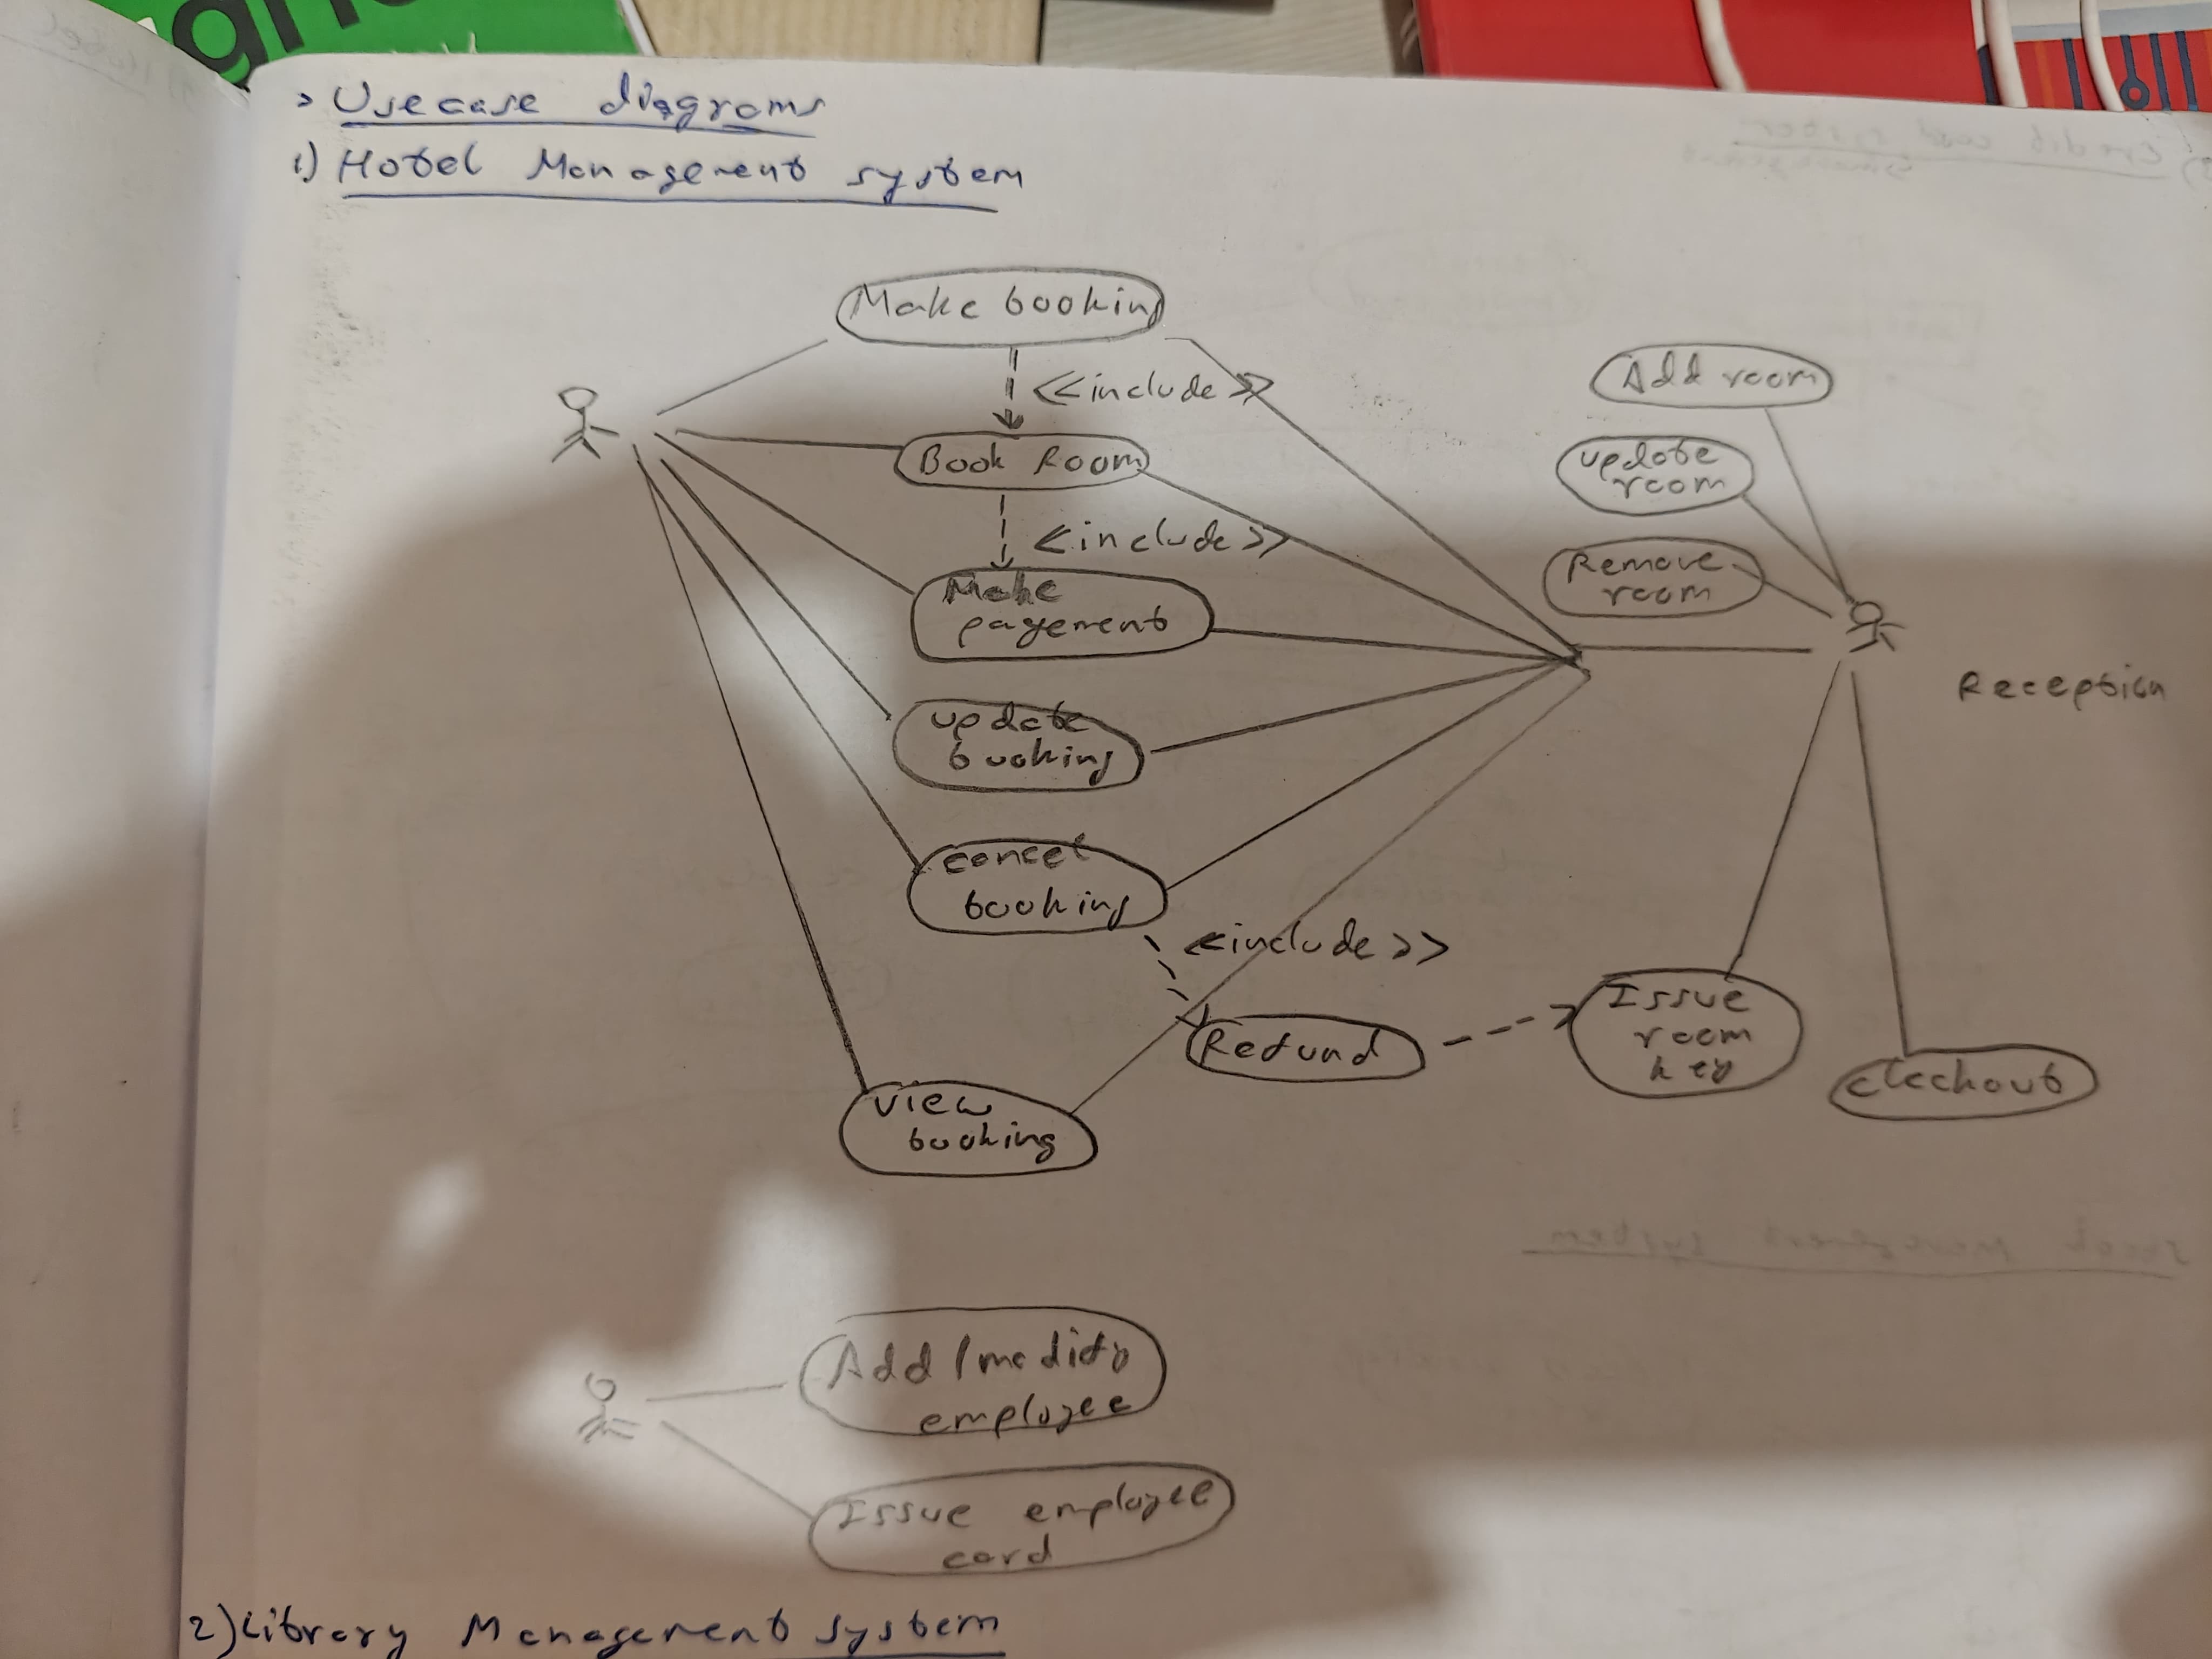 > Usecase diagrams
1) Hotel Management system
Make booking
<<include>>
Add room
Book Room
update
room
<include>>
Remove
room
Make
pagement
Reception
update
booking
cancel
booking
<include>>
Issue
room
key
Refund
checkout
view
booking
Add/modify
employee
Issue employee
card
2) Library Management system